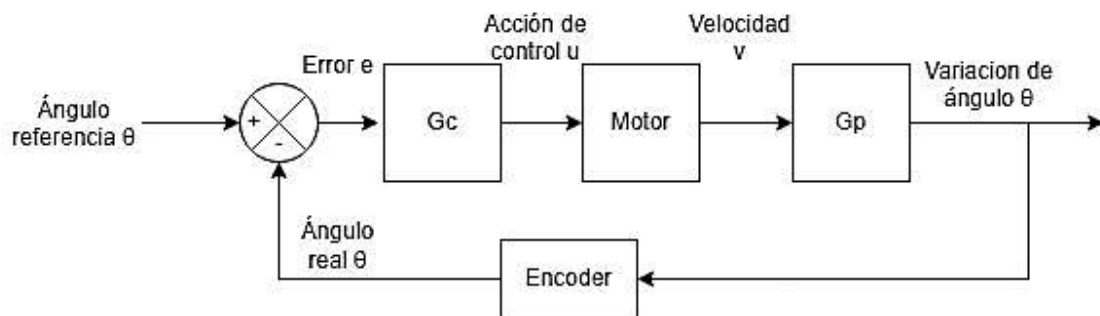 Ángulo
referencia θ
+
-
Error e
Gc
Acción de
control u
Motor
Velocidad
v
Gp
Variacion de
ángulo θ
Ángulo
real θ
Encoder